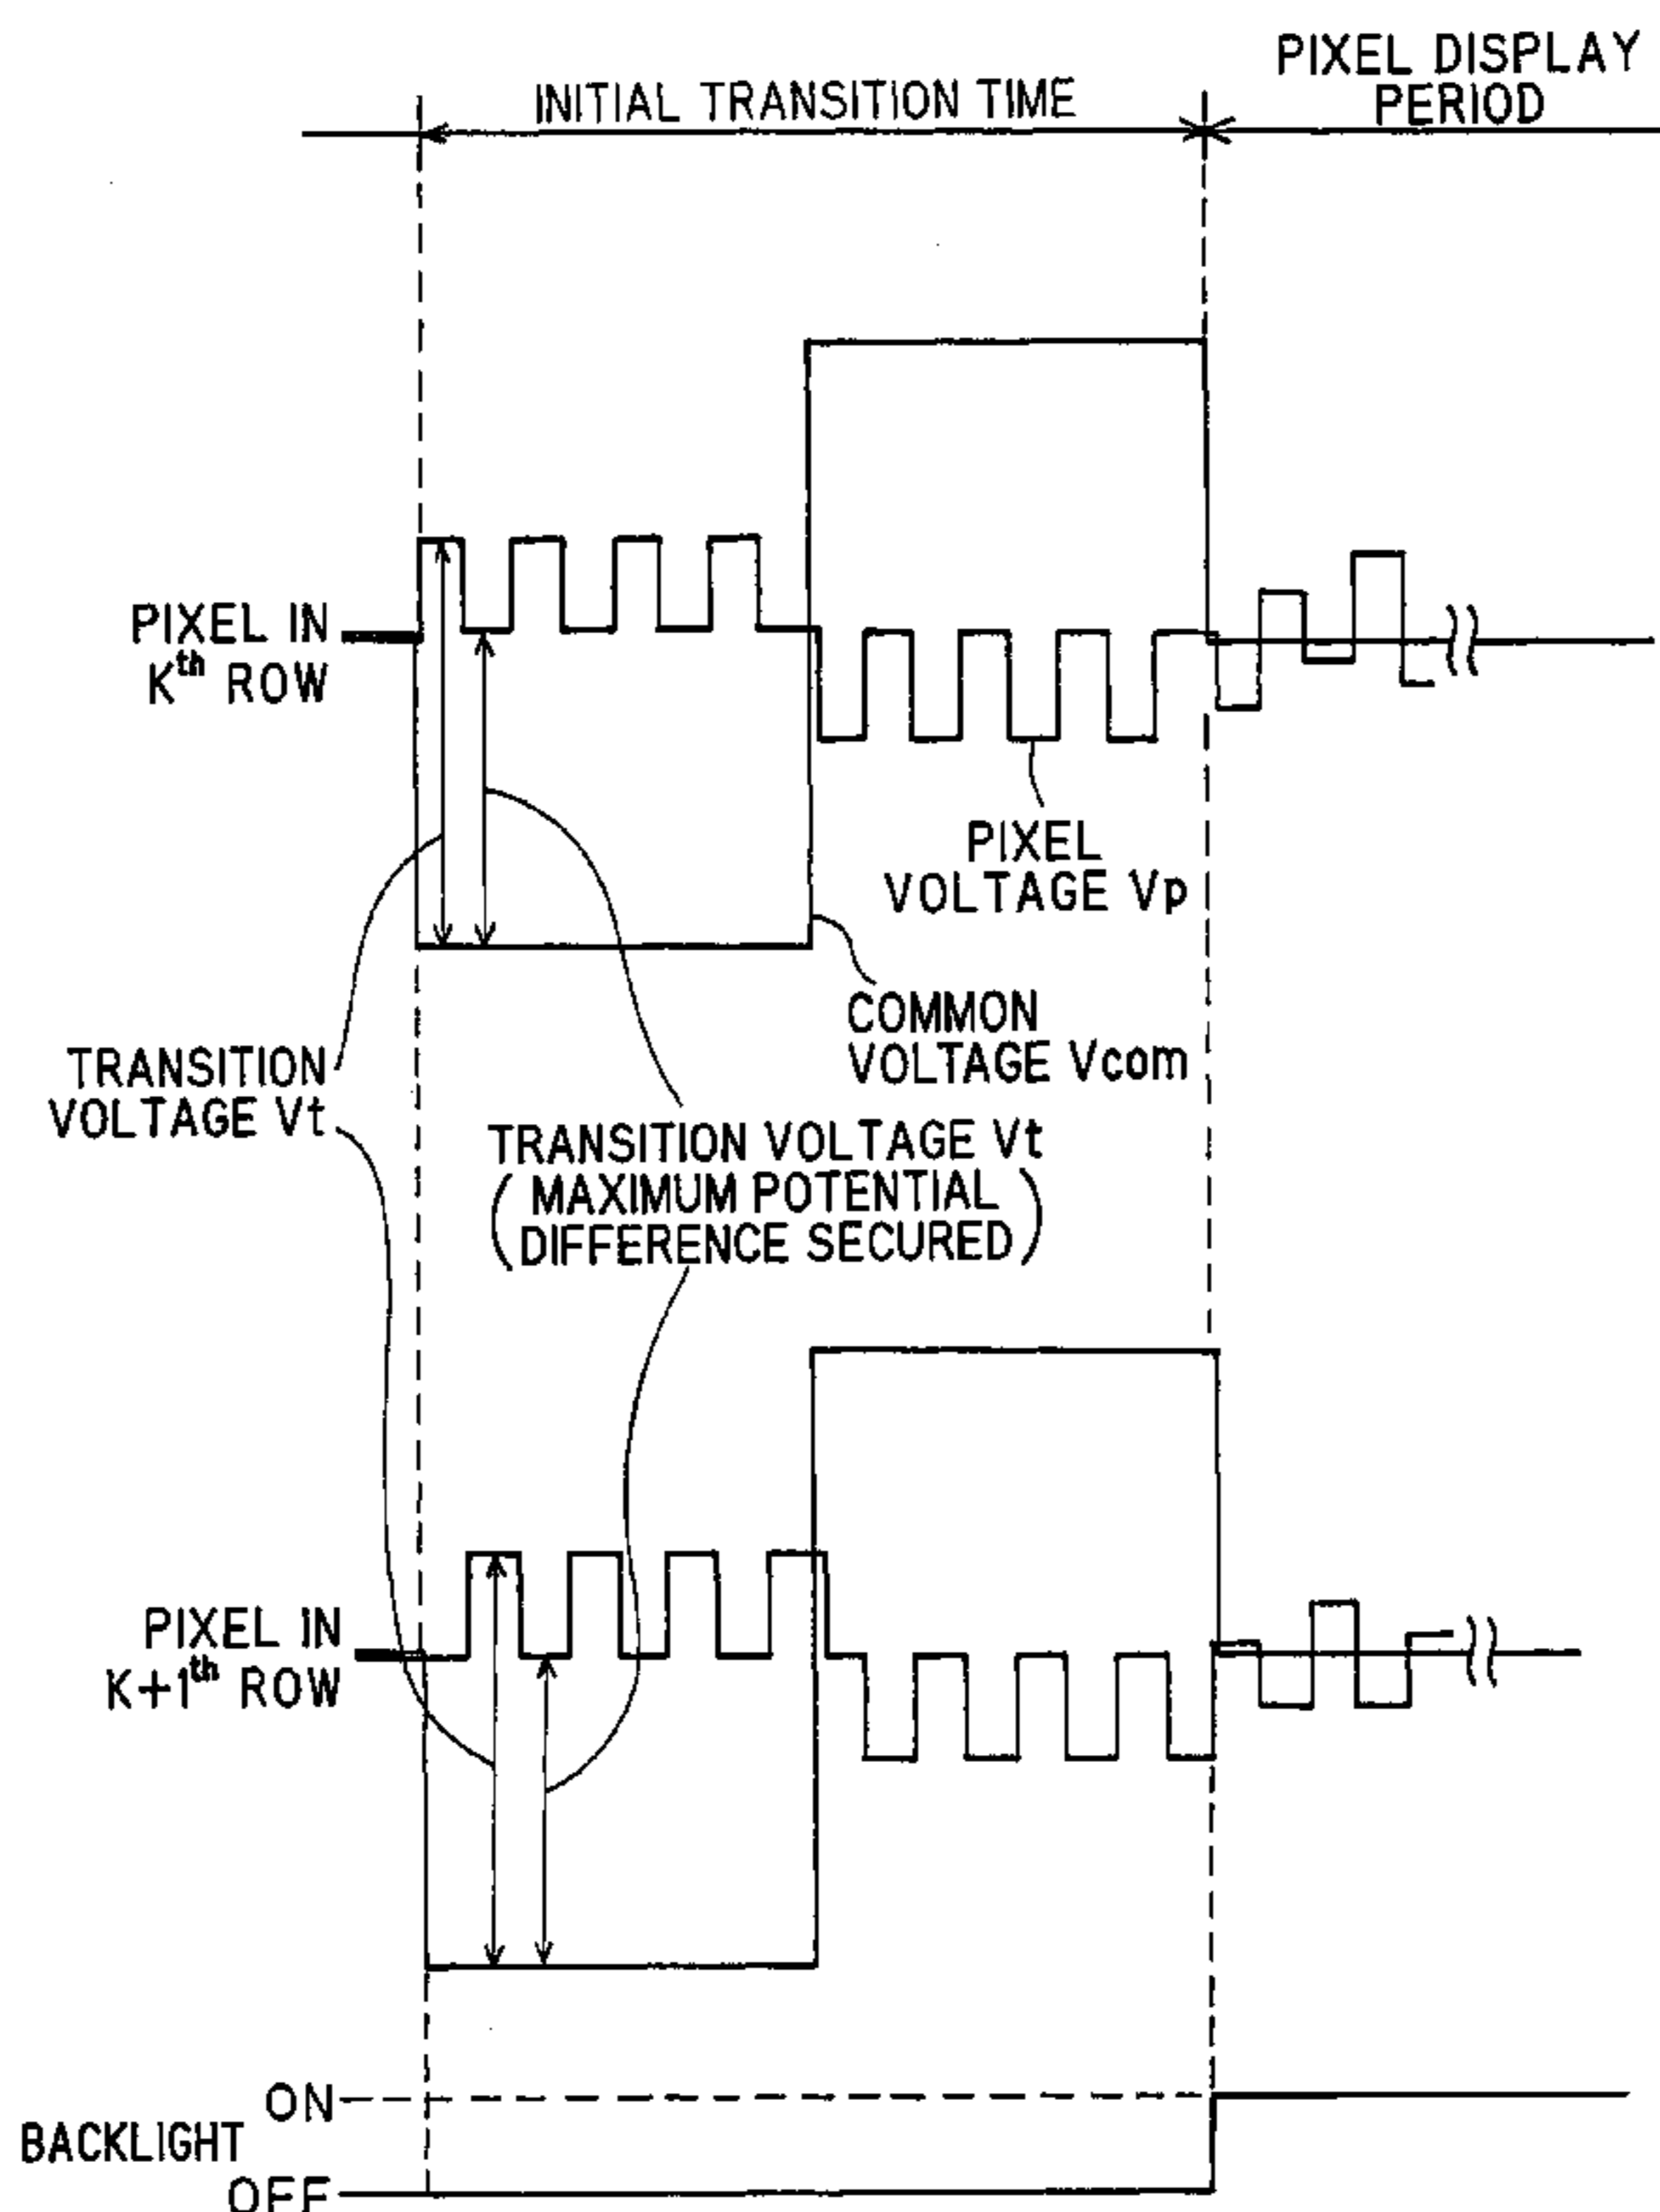 INITIAL TRANSITION TIME
PIXEL DISPLAY
PERIOD
PIXEL IN
Kth ROW
PIXEL
VOLTAGE Vp
COMMON
VOLTAGE Vcom
TRANSITION
VOLTAGE Vt
TRANSITION VOLTAGE Vt
( MAXIMUM POTENTIAL
DIFFERENCE SECURED )
PIXEL IN
K+1th ROW
ON
BACKLIGHT
OFF